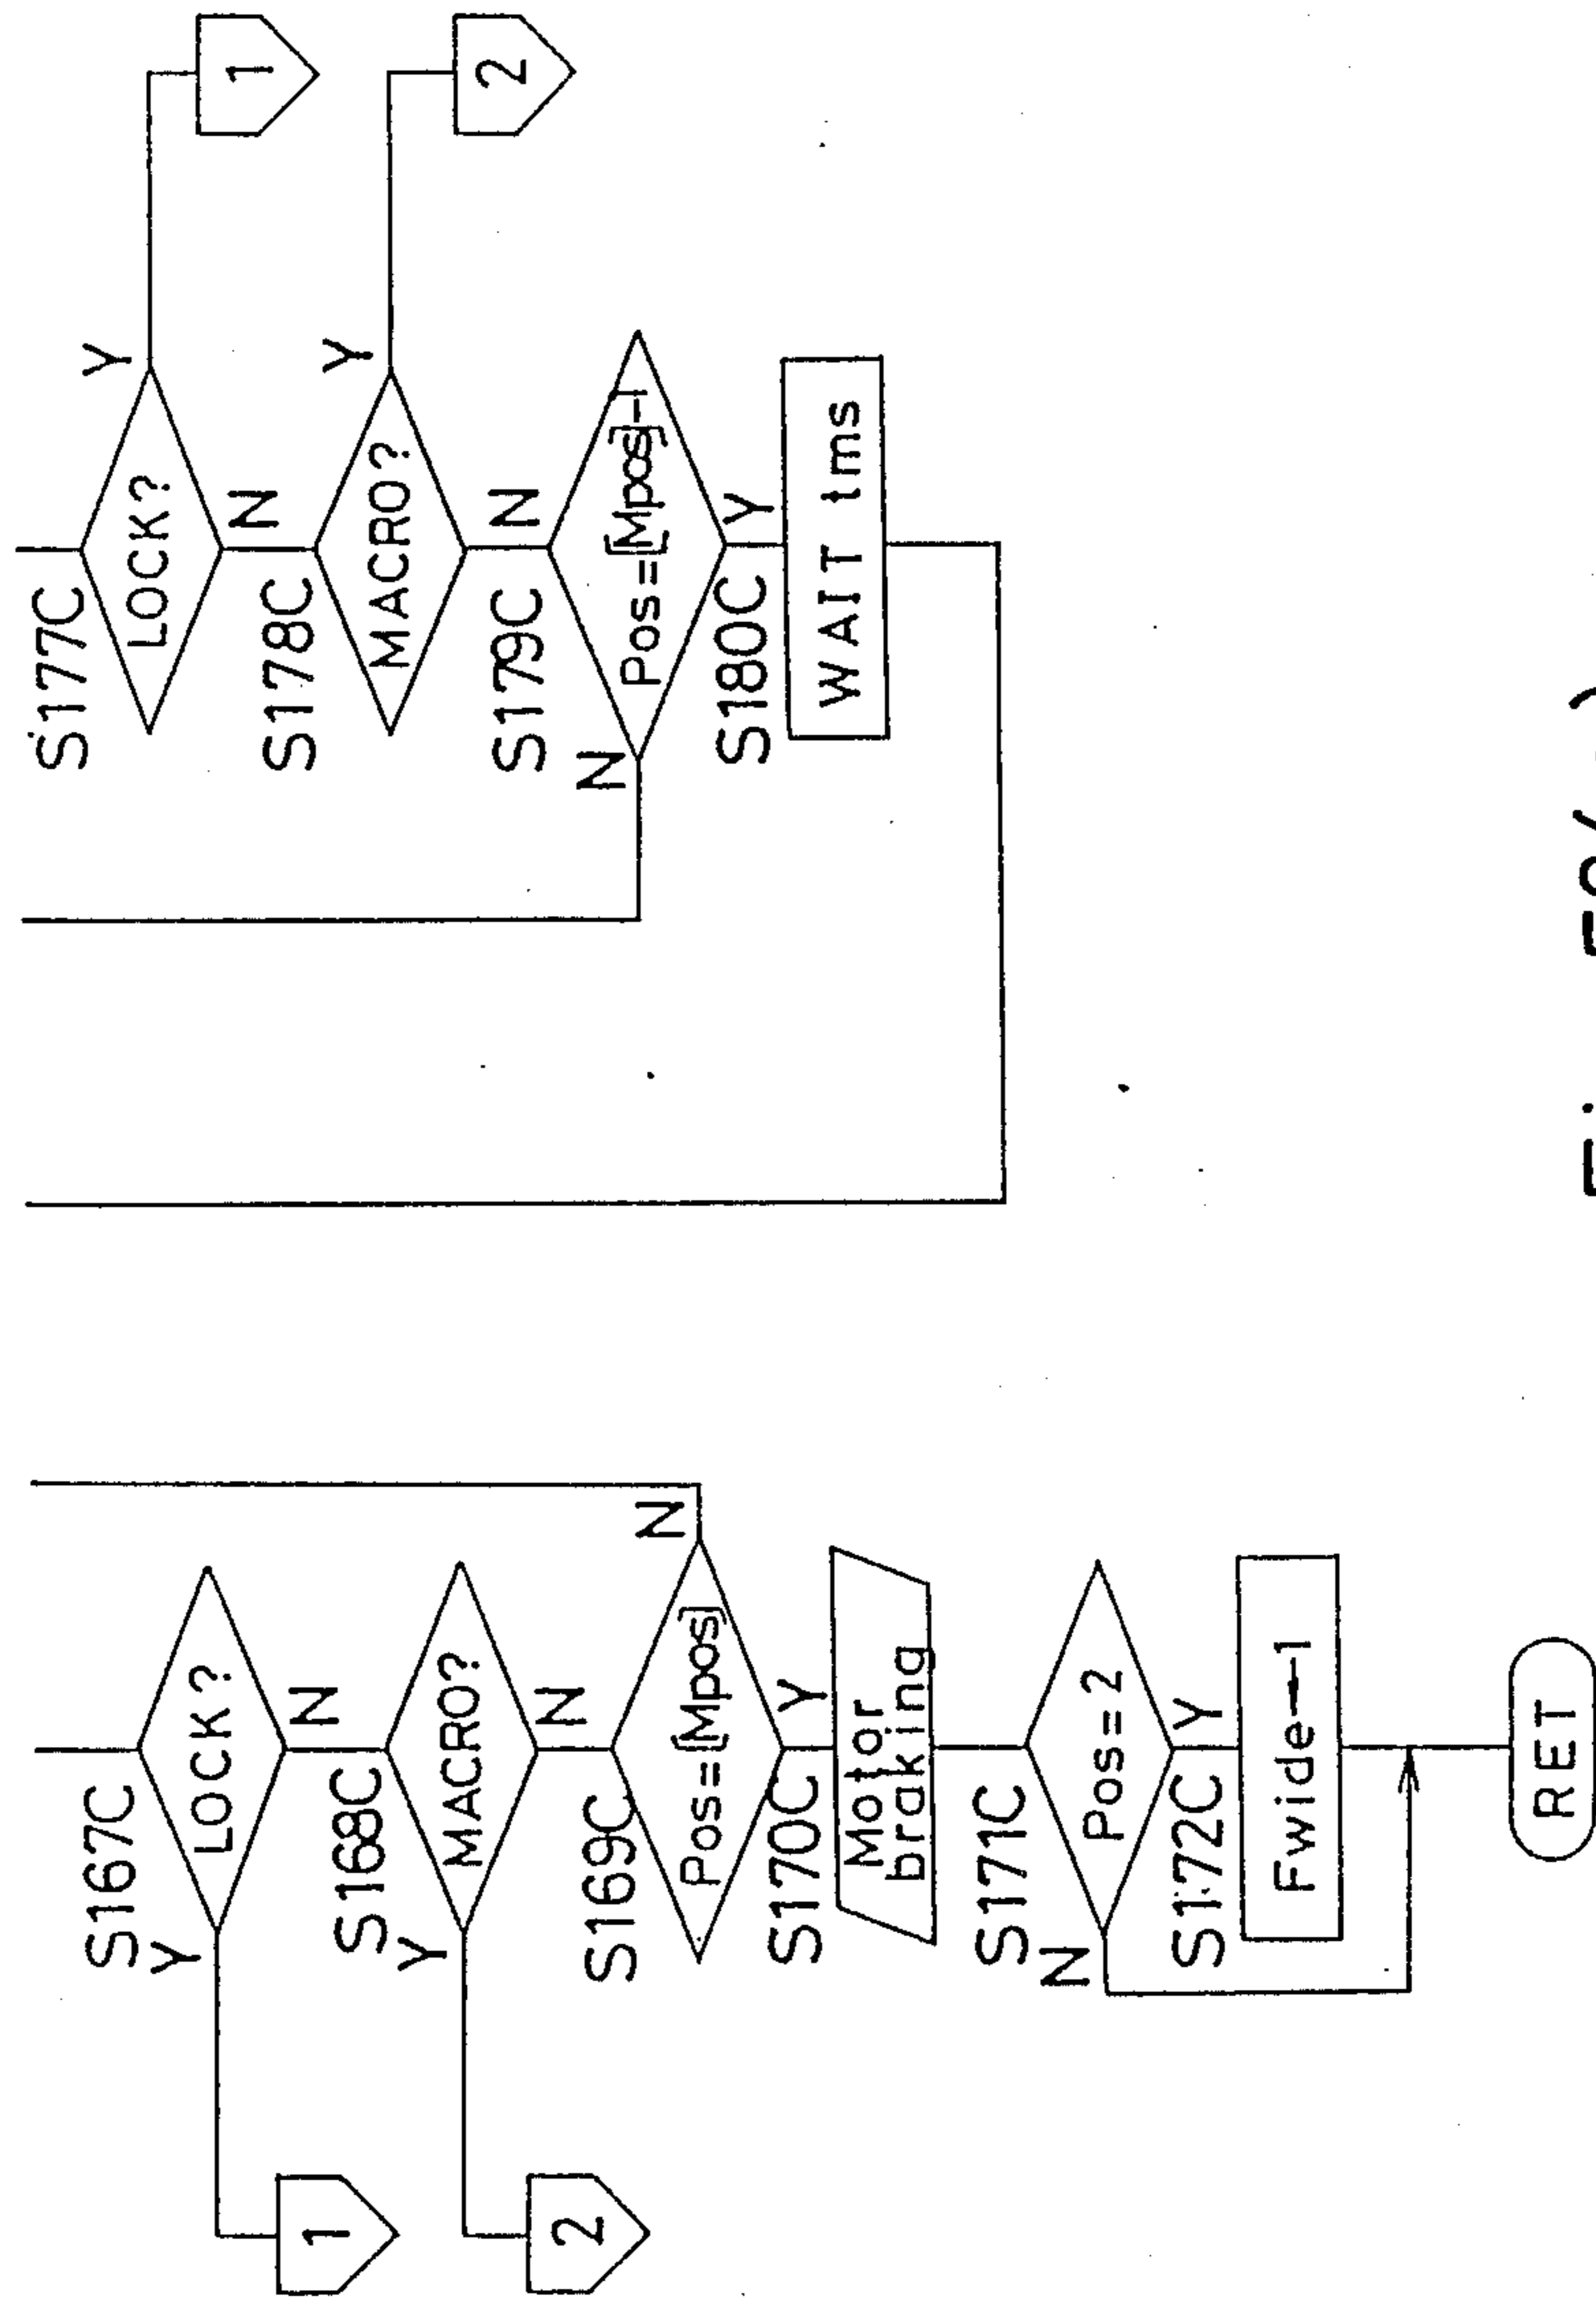 S167C
LOCK?
Y
N
1
S168C
MACRO?
Y
N
2
S169C
Pos=[Mpos]
N
Y
S170C
Motor
braking
S171C
Pos=2
N
Y
S172C
Fwide←1
RET
S177C
LOCK?
Y
N
1
S178C
MACRO?
Y
N
2
S179C
Pos=[Mpos]-1
N
Y
S180C
WAIT tms